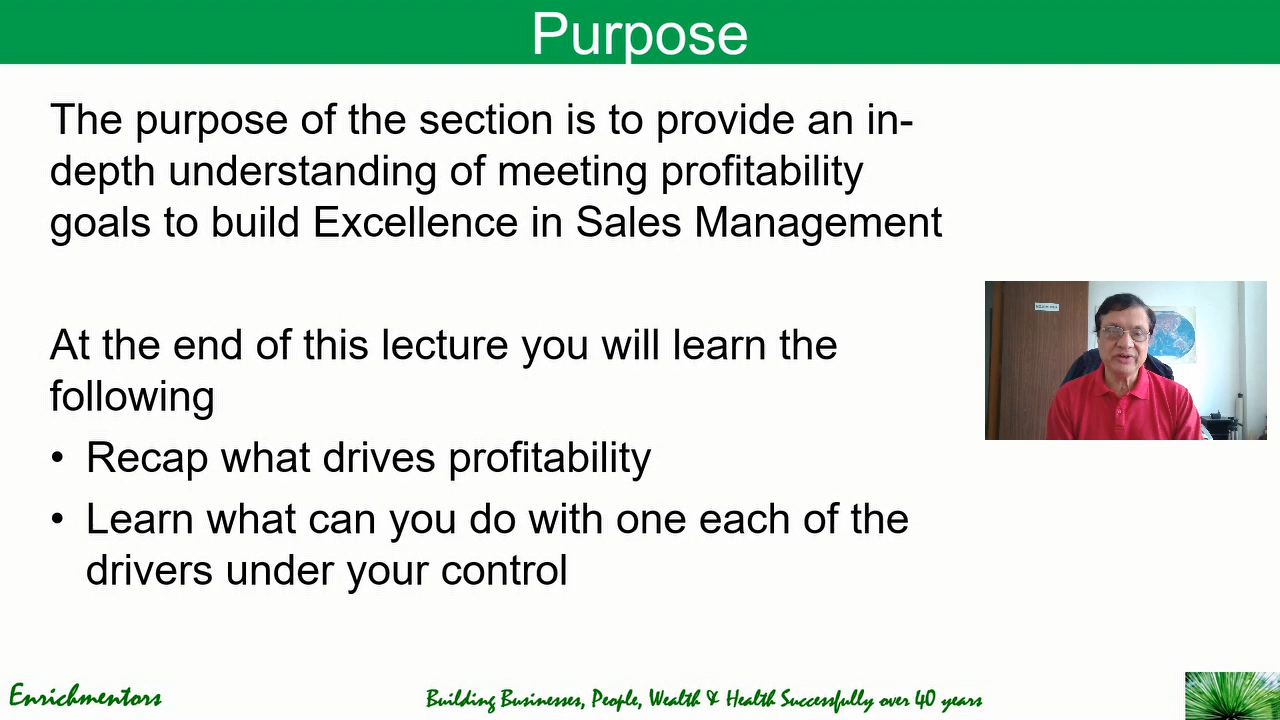 Purpose
The purpose of the section is to provide an in-
depth understanding of meeting profitability
goals to build Excellence in Sales Management
At the end of this lecture you will learn the
following
• Recap what drives profitability
• Learn what can you do with one each of the
drivers under your control
Enrichmentors
Building Businesses, People, Wealth & Health Successfully over 40 years